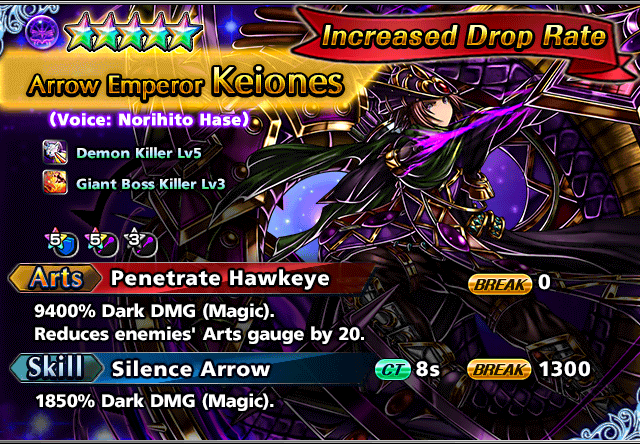 Increased Drop Rate
Arrow Emperor Keiones
(Voice: Norihito Hase)
Demon Killer Lv5
Giant Boss Killer Lv3
5 5 3
Arts Penetrate Hawkeye BREAK 0
9400% Dark DMG (Magic).
Reduces enemies' Arts gauge by 20.
Skill Silence Arrow CT 8s BREAK 1300
1850% Dark DMG (Magic).